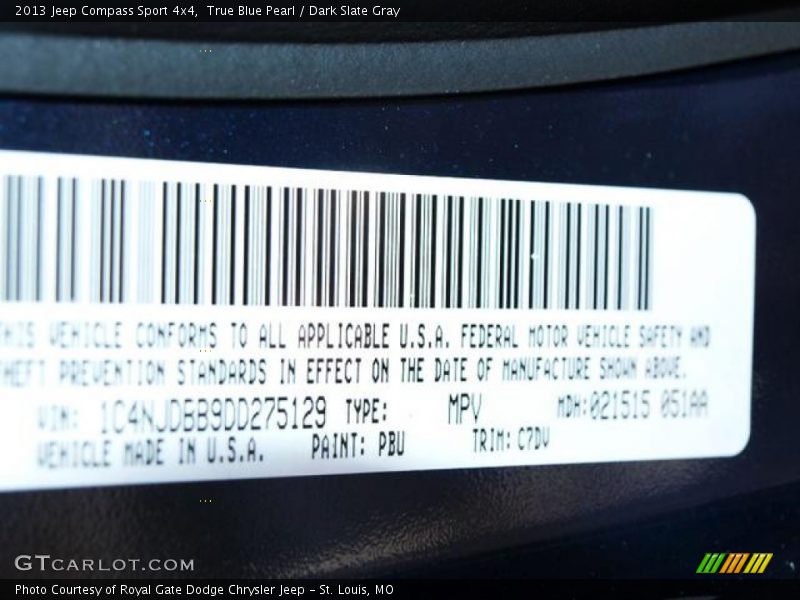 2013 Jeep Compass Sport 4x4,  True Blue Pearl / Dark Slate Gray
THIS VEHICLE CONFORMS TO ALL APPLICABLE U.S.A. FEDERAL MOTOR VEHICLE SAFETY AND
THEFT PREVENTION STANDARDS IN EFFECT ON THE DATE OF MANUFACTURE SHOWN ABOVE.
VIN: 1C4NJDBB9DD275129 TYPE: MPV MDH:021515 051AA
VEHICLE MADE IN U.S.A. PAINT: PBU TRIM: C7DV
GTCARLOT.COM
Photo Courtesy of Royal Gate Dodge Chrysler Jeep - St. Louis, MO